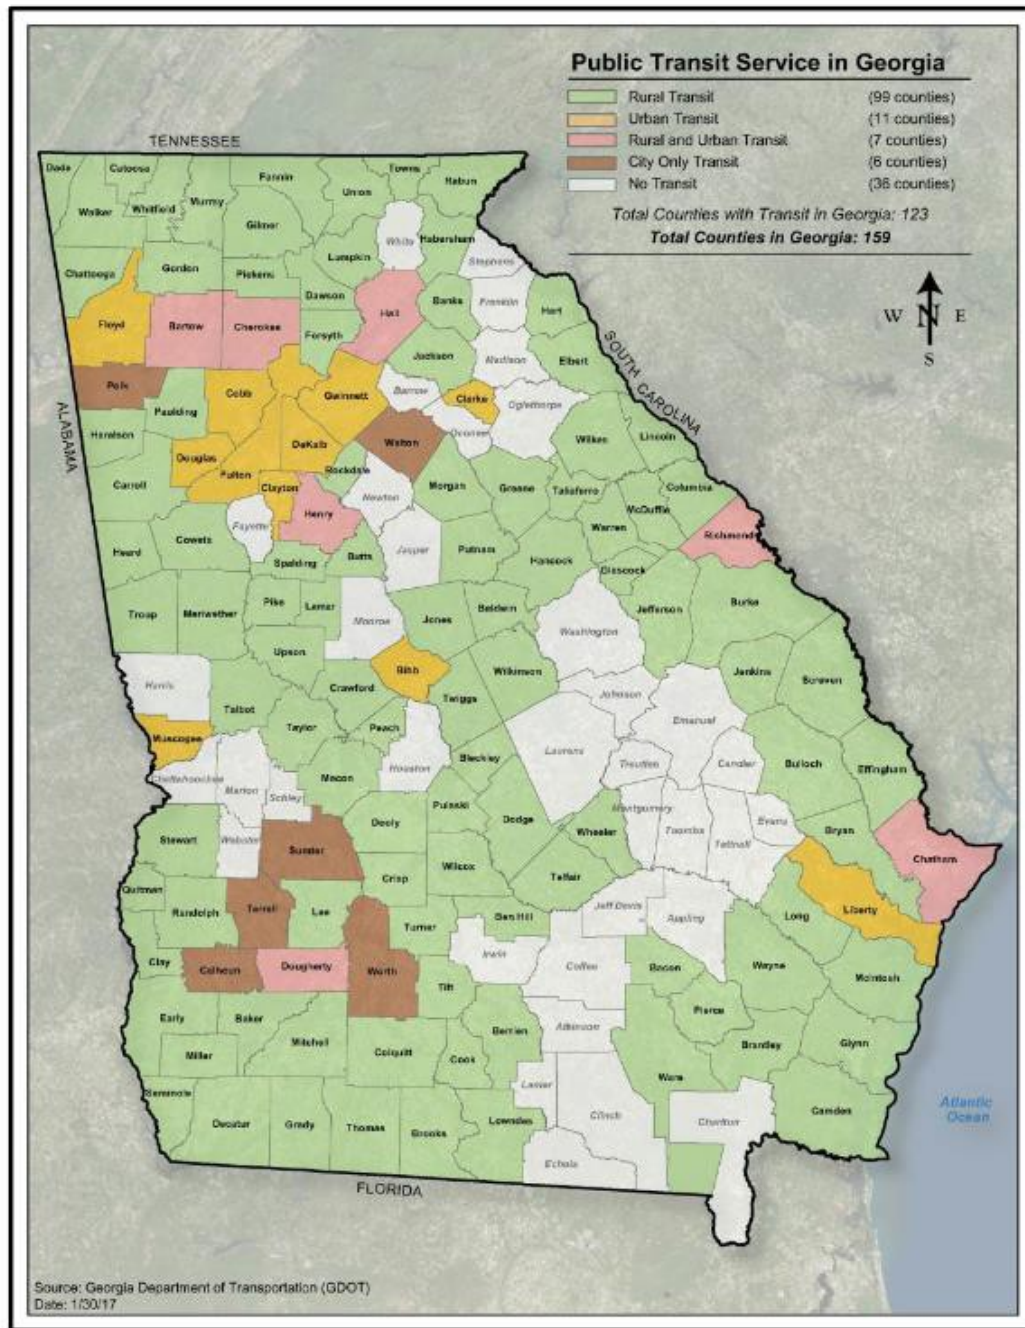 Public Transit Service in Georgia
Rural Transit (99 counties)
Urban Transit (11 counties)
Rural and Urban Transit (7 counties)
City Only Transit (6 counties)
No Transit (36 counties)
Total Counties with Transit in Georgia: 123
Total Counties in Georgia: 159
N
W E
S
TENNESSEE
ALABAMA
SOUTH CAROLINA
FLORIDA
Atlantic
Ocean
Dade
Catoosa
Fannin
Towns
Rabun
Union
Walker
Whitfield
Murray
Gilmer
White
Habersham
Lumpkin
Stephens
Chattooga
Gordon
Pickens
Dawson
Banks
Franklin
Hart
Floyd
Bartow
Cherokee
Forsyth
Hall
Jackson
Madison
Elbert
Polk
Paulding
Cobb
Gwinnett
Barrow
Clarke
Oconee
Oglethorpe
Haralson
Douglas
Fulton
DeKalb
Walton
Wilkes
Lincoln
Carroll
Clayton
Rockdale
Newton
Morgan
Greene
Taliaferro
Columbia
McDuffie
Fayette
Henry
Warren
Richmond
Heard
Coweta
Spalding
Butts
Jasper
Putnam
Hancock
Glascock
Troup
Meriwether
Pike
Lamar
Monroe
Jones
Baldwin
Washington
Jefferson
Burke
Upson
Bibb
Wilkinson
Jenkins
Screven
Harris
Talbot
Crawford
Twiggs
Johnson
Emanuel
Muscogee
Taylor
Peach
Houston
Bleckley
Laurens
Treutlen
Candler
Bulloch
Effingham
Chattahoochee
Marion
Schley
Macon
Pulaski
Dodge
Montgomery
Toombs
Evans
Tattnall
Bryan
Chatham
Stewart
Webster
Sumter
Dooly
Wilcox
Wheeler
Telfair
Quitman
Randolph
Terrell
Lee
Crisp
Turner
Ben Hill
Jeff Davis
Appling
Long
Liberty
Clay
Calhoun
Dougherty
Worth
Tift
Irwin
Coffee
Bacon
Wayne
McIntosh
Early
Baker
Mitchell
Colquitt
Cook
Berrien
Atkinson
Pierce
Brantley
Glynn
Miller
Ware
Seminole
Decatur
Grady
Thomas
Brooks
Lowndes
Lanier
Clinch
Charlton
Camden
Echols
Source: Georgia Department of Transportation (GDOT)
Date: 1/30/17